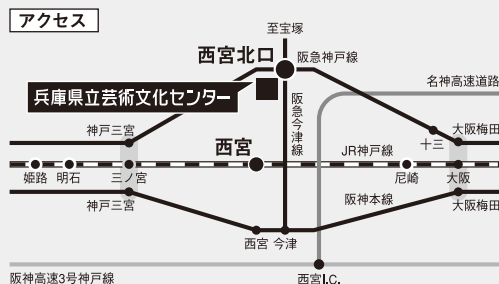 アクセス
至宝塚
西宮北口
阪急神戸線
兵庫県立芸術文化センター
阪急今津線
名神高速道路
神戸三宮
十三
大阪梅田
西宮
JR神戸線
姫路
明石
三ノ宮
尼崎
大阪
神戸三宮
阪神本線
大阪梅田
西宮
今津
阪神高速3号神戸線
西宮I.C.